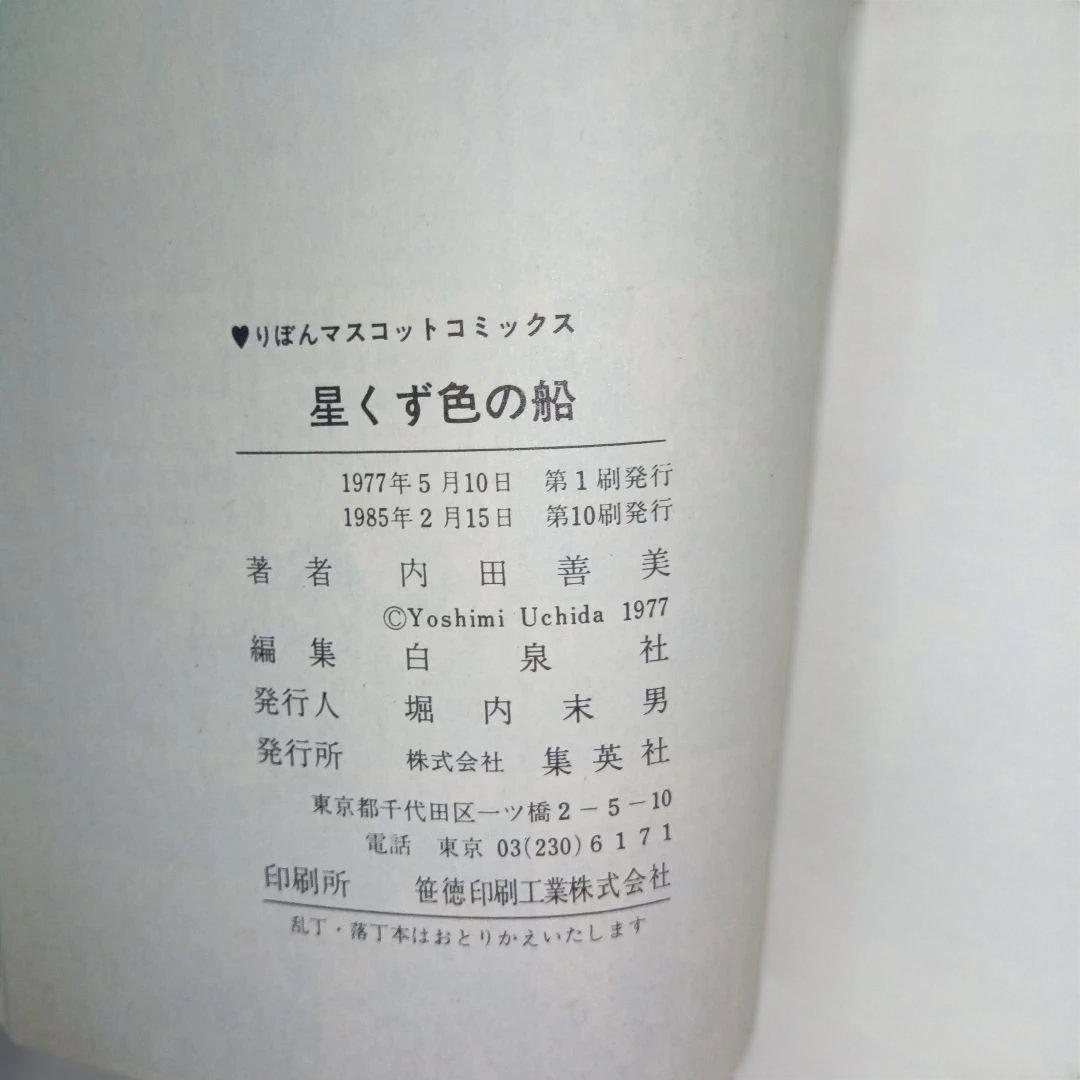 ♥りぼんマスコットコミックス
星くず色の船
1977年5月10日 第1刷発行
1985年2月15日 第10刷発行
著者 内田善美
©Yoshimi Uchida 1977
編集 白泉社
発行人 堀内末男
発行所 株式会社 集英社
東京都千代田区一ツ橋2-5-10
電話 東京 03(230)6171
印刷所 笹徳印刷工業株式会社
乱丁・落丁本はおとりかえいたします